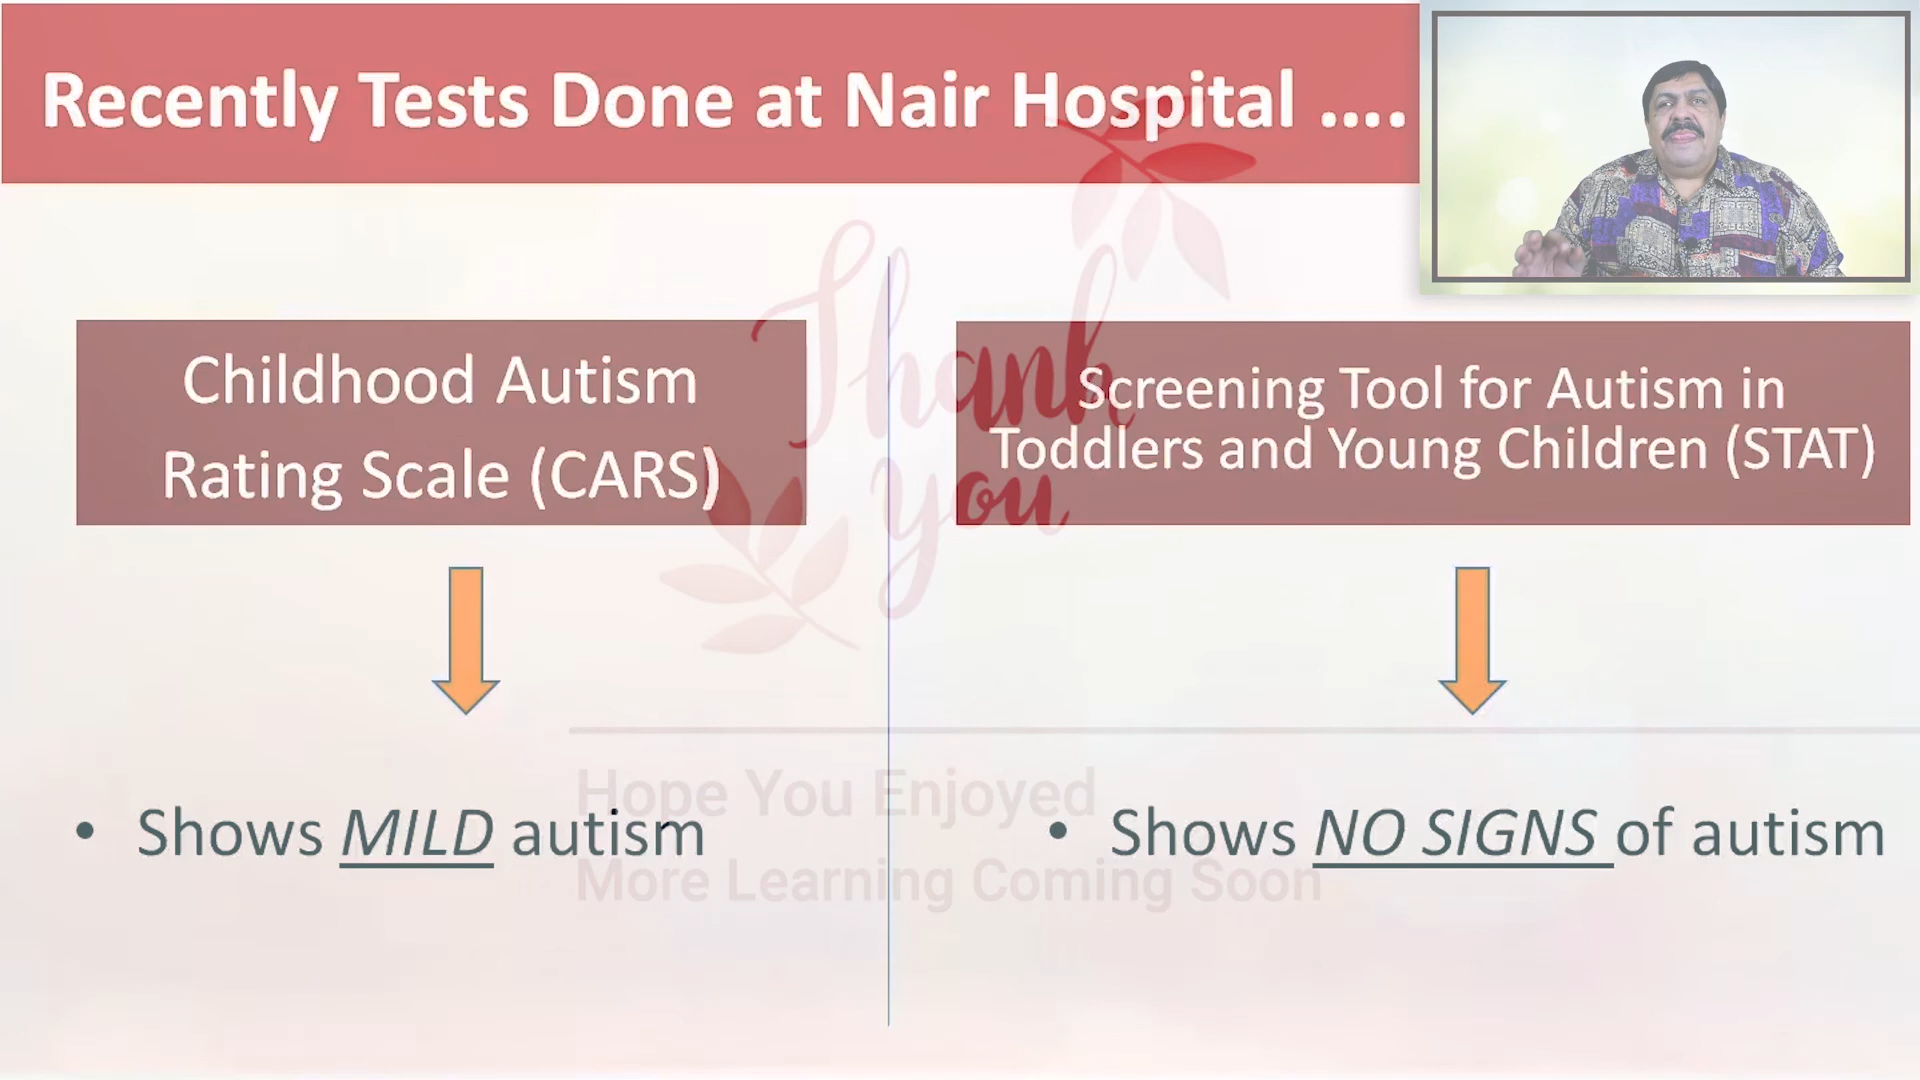 Recently Tests Done at Nair Hospital ....
Childhood Autism
Rating Scale (CARS)
Screening Tool for Autism in
Toddlers and Young Children (STAT)
Thank
you
• Shows MILD autism
• Shows NO SIGNS of autism
Hope You Enjoyed
More Learning Coming Soon